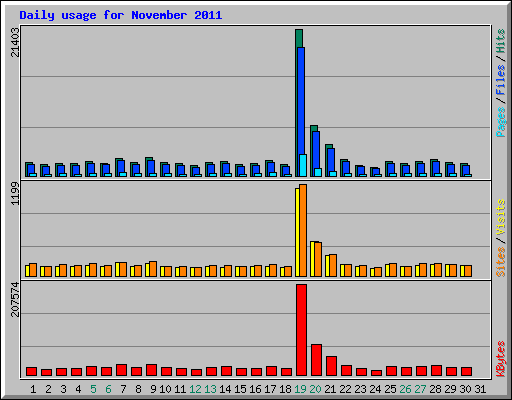 Daily usage for November 2011
21403
Pages / Files / Hits
1199
Sites / Visits
207574
KBytes
1 2 3 4 5 6 7 8 9 10 11 12 13 14 15 16 17 18 19 20 21 22 23 24 25 26 27 28 29 30 31